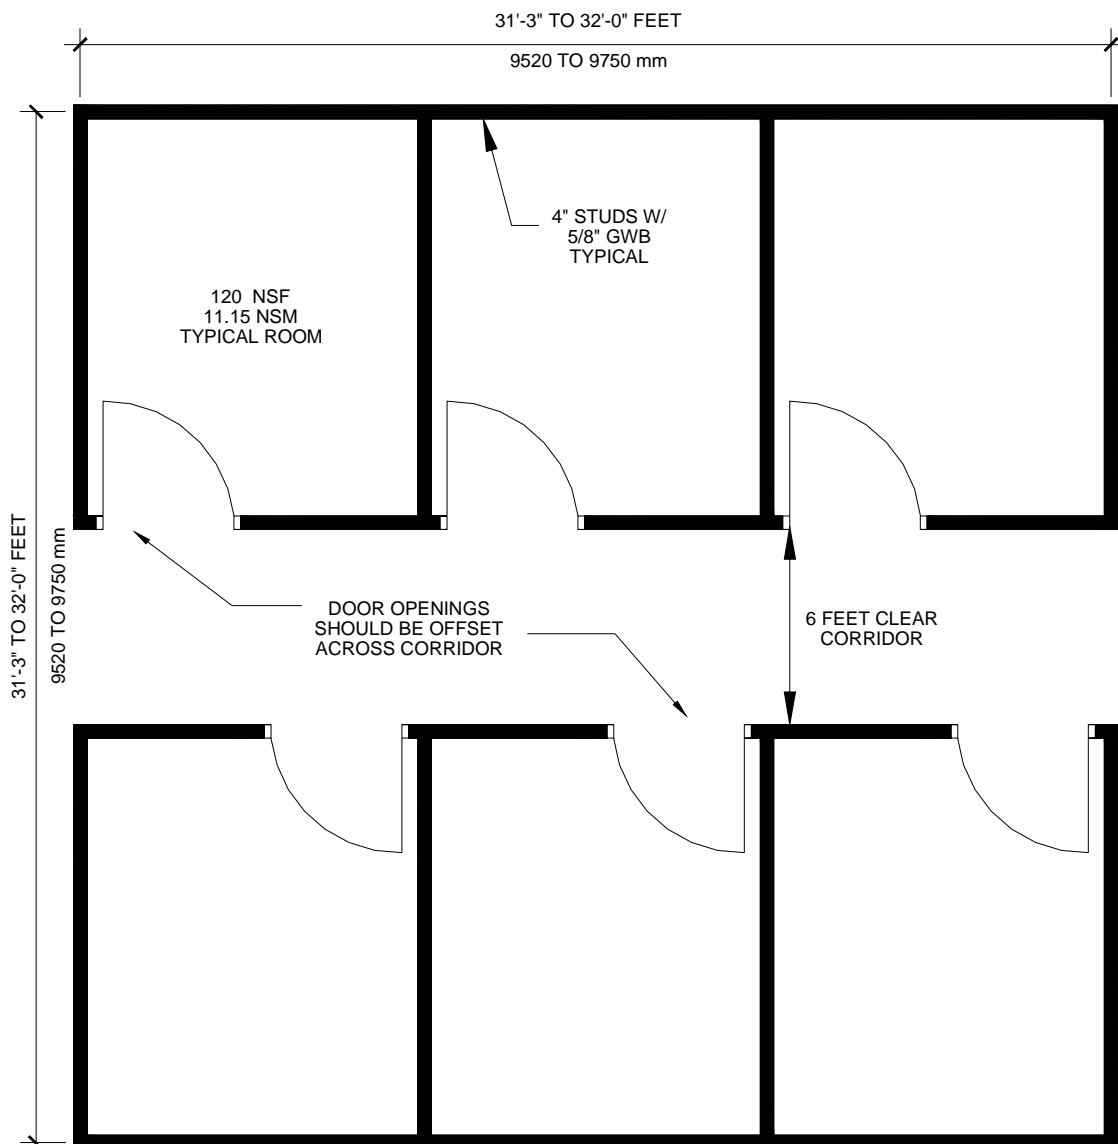 31'-3" TO 32'-0" FEET
9520 TO 9750 mm
4" STUDS W/
5/8" GWB
TYPICAL
120  NSF
11.15 NSM
TYPICAL ROOM
31'-3" TO 32'-0" FEET
9520 TO 9750 mm
DOOR OPENINGS
SHOULD BE OFFSET
ACROSS CORRIDOR
6 FEET CLEAR
CORRIDOR